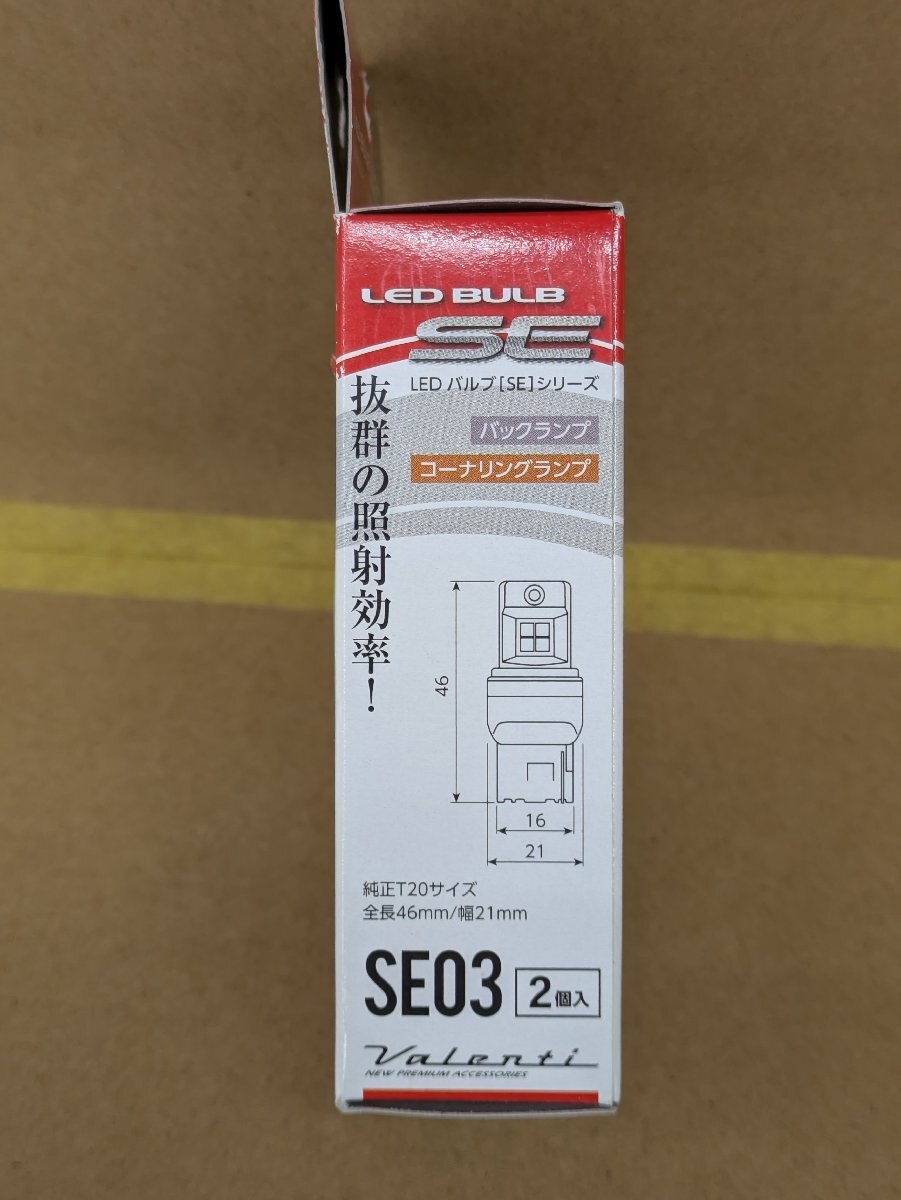 LED BULB
SE
LED バルブ[SE]シリーズ
抜群の照射効率!
バックランプ
コーナリングランプ
46
16
21
純正T20サイズ
全長46mm/幅21mm
SE03
2個入
Valenti
NEW PREMIUM ACCESSORIES